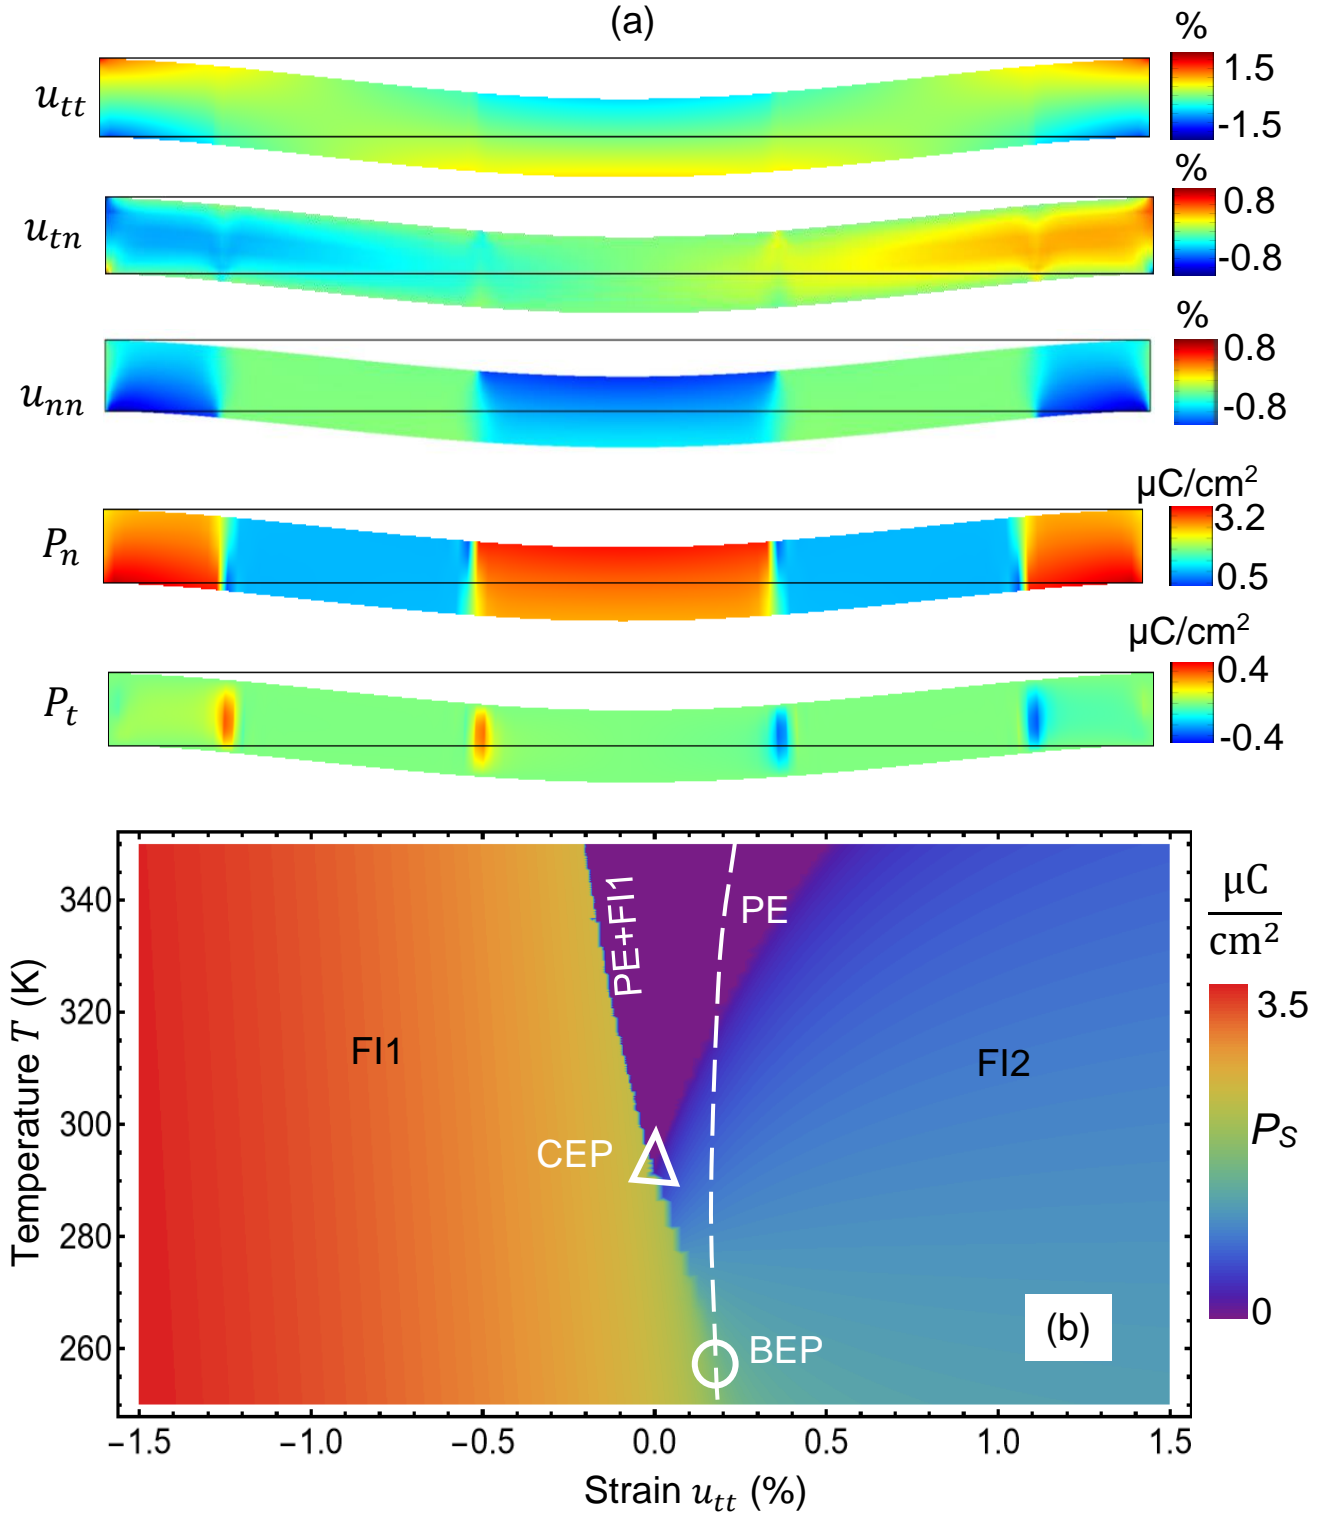 (a)
%
u_tt
1.5
-1.5
%
u_tn
0.8
-0.8
%
u_nn
0.8
-0.8
μC/cm²
P_n
3.2
0.5
μC/cm²
P_t
0.4
-0.4
Temperature T (K)
340
320
300
280
260
PE+FI1
PE
FI1
FI2
CEP
BEP
(b)
μC
cm²
3.5
P_S
0
−1.5 −1.0 −0.5 0.0 0.5 1.0 1.5
Strain u_tt (%)